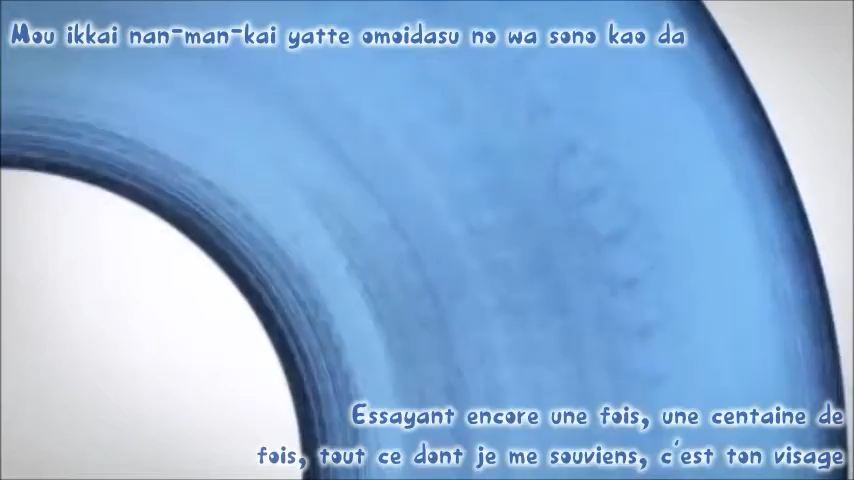 Mou ikkai nan-man-kai yatte omoidasu no wa sono kao da
Essayant encore une fois, une centaine de
fois, tout ce dont je me souviens, c'est ton visage